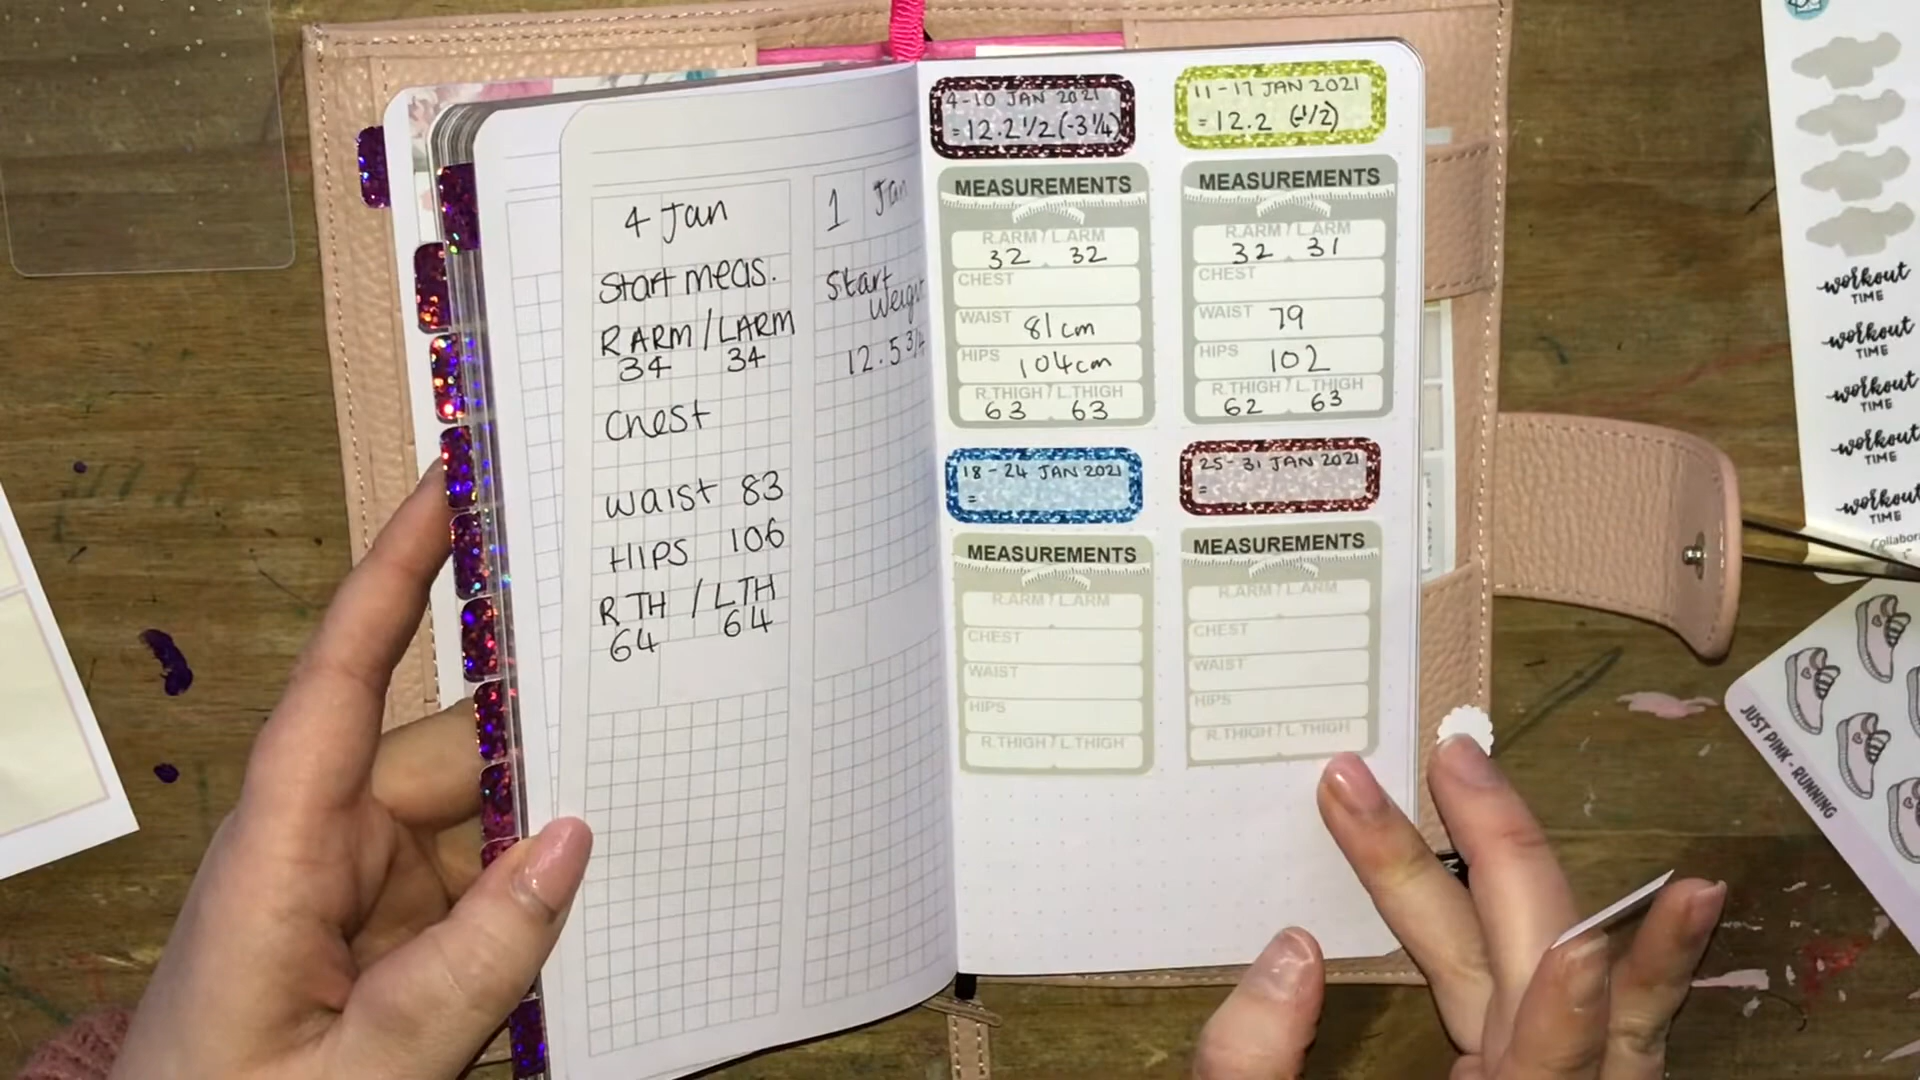 4 Jan
Start meas.
R ARM / L ARM
34 34
Chest
waist 83
HIPS 106
R TH / L TH
64 64
1 Jan
Start
Weight
12.5 3/4
4-10 JAN 2021
= 12.2 1/2 (-3 1/4)
MEASUREMENTS
R.ARM / L.ARM
32 32
CHEST
WAIST 81cm
HIPS 104cm
R.THIGH / L.THIGH
63 63
11-17 JAN 2021
= 12.2 (-1/2)
MEASUREMENTS
R.ARM / L.ARM
32 31
CHEST
WAIST 79
HIPS 102
R.THIGH / L.THIGH
62 63
18-24 JAN 2021
=
MEASUREMENTS
R.ARM / L.ARM
CHEST
WAIST
HIPS
R.THIGH / L.THIGH
25-31 JAN 2021
=
MEASUREMENTS
R.ARM / L.ARM
CHEST
WAIST
HIPS
R.THIGH / L.THIGH
workout
TIME
workout
TIME
workout
TIME
workout
TIME
workout
TIME
JUST PINK - RUNNING